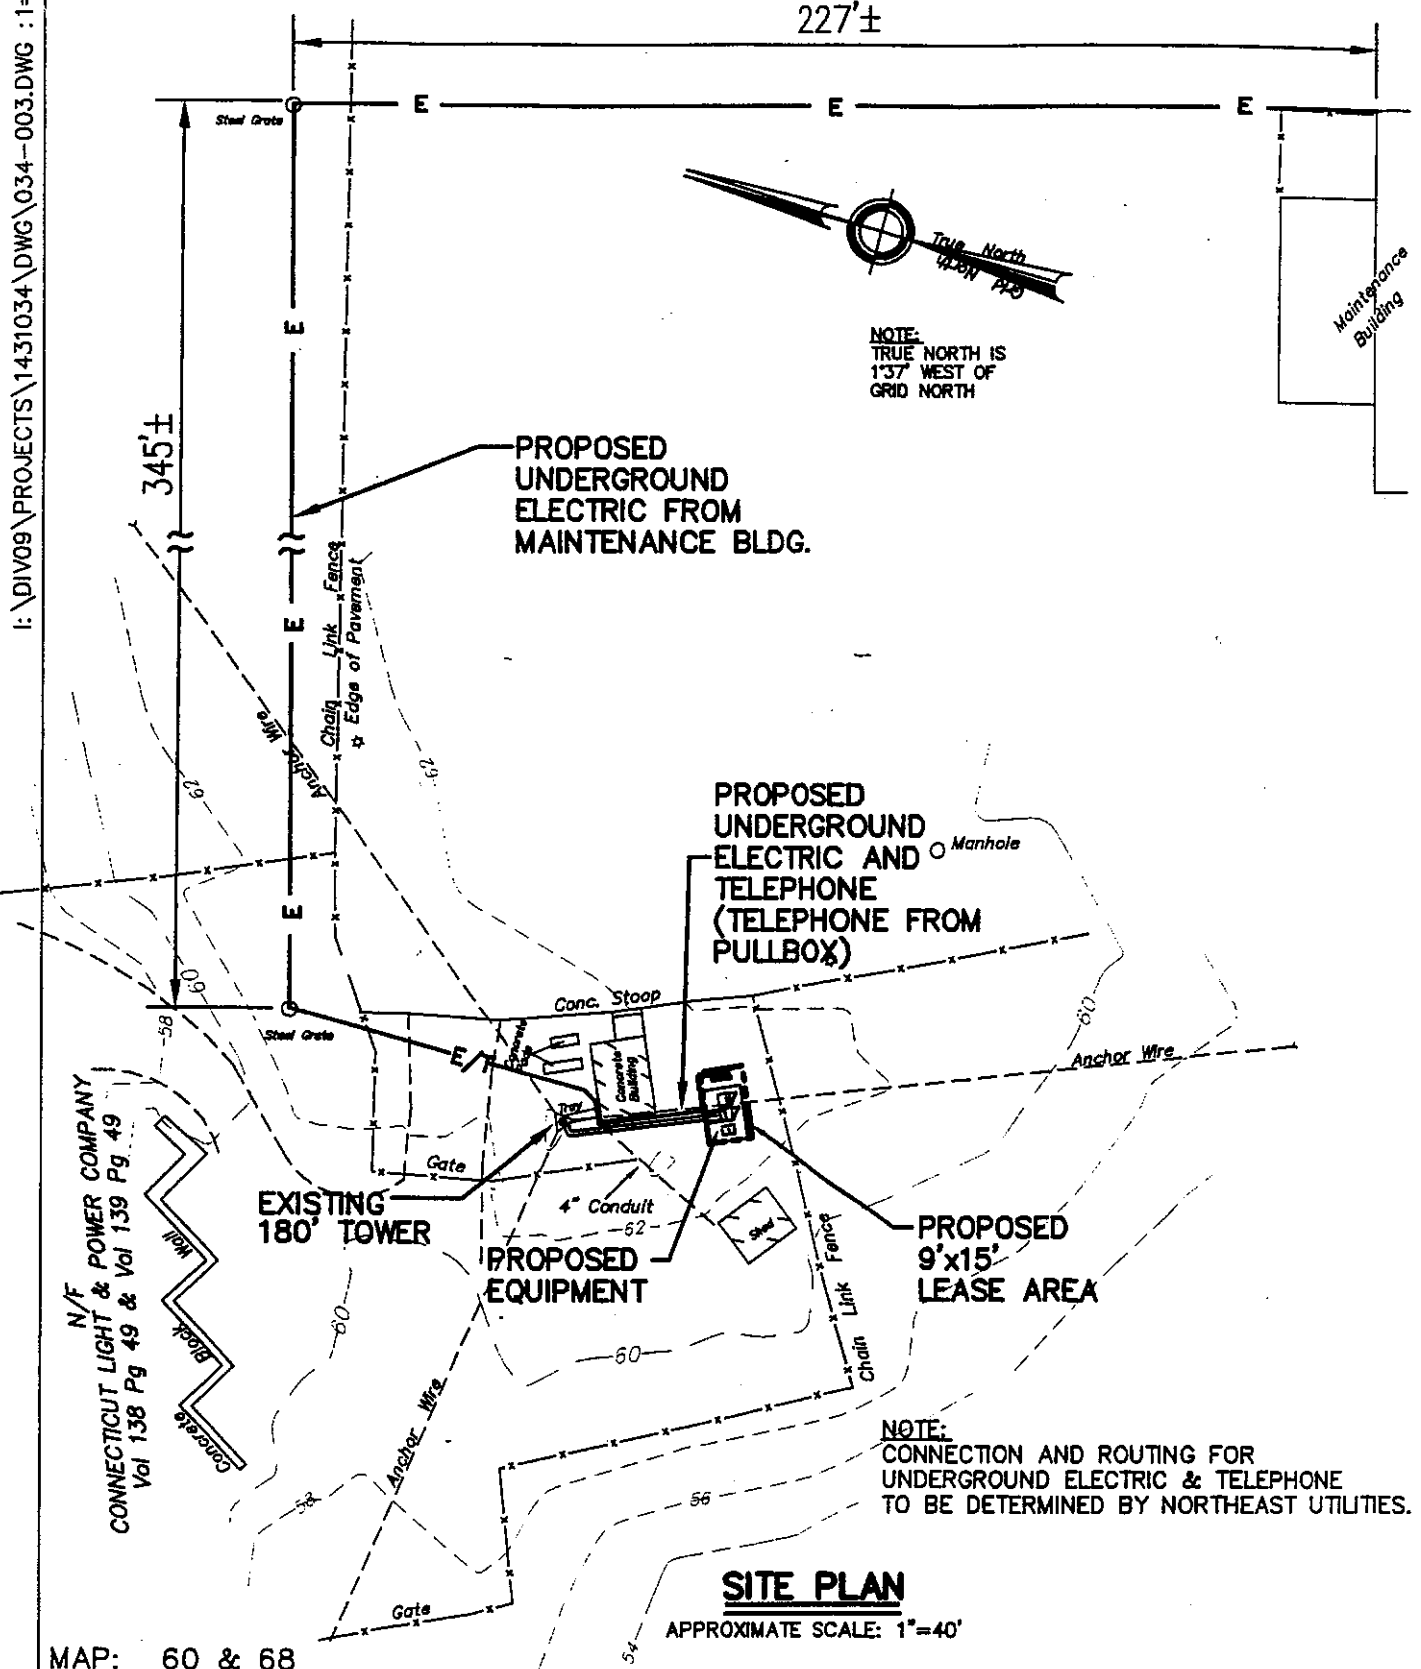 I:\DIV09\PROJECTS\1431034\DWG\034-003.DWG :1=
227'±
Steel Grate
E
E
E
True North
Grid North
NOTE:
TRUE NORTH IS
1°37' WEST OF
GRID NORTH
Maintenance
Building
E
345'±
PROPOSED
UNDERGROUND
ELECTRIC FROM
MAINTENANCE BLDG.
Chain Link Fence
Edge of Pavement
E
Anchor Wire
62
62
PROPOSED
UNDERGROUND
ELECTRIC AND
TELEPHONE
(TELEPHONE FROM
PULLBOX)
Manhole
E
60
58
Steel Grate
Conc. Stoop
60
E/T
Concrete
Pads
Concrete
Building
Anchor Wire
Tray
Gate
EXISTING
180' TOWER
4" Conduit
62
Shed
PROPOSED
EQUIPMENT
PROPOSED
9'x15'
LEASE AREA
Chain Link Fence
N/F
CONNECTICUT LIGHT & POWER COMPANY
Vol 138 Pg 49 & Vol 139 Pg 49
Concrete Block Wall
60
60
Anchor Wire
58
56
NOTE:
CONNECTION AND ROUTING FOR
UNDERGROUND ELECTRIC & TELEPHONE
TO BE DETERMINED BY NORTHEAST UTILITIES.
Gate
54
SITE PLAN
APPROXIMATE SCALE: 1"=40'
MAP: 60 & 68